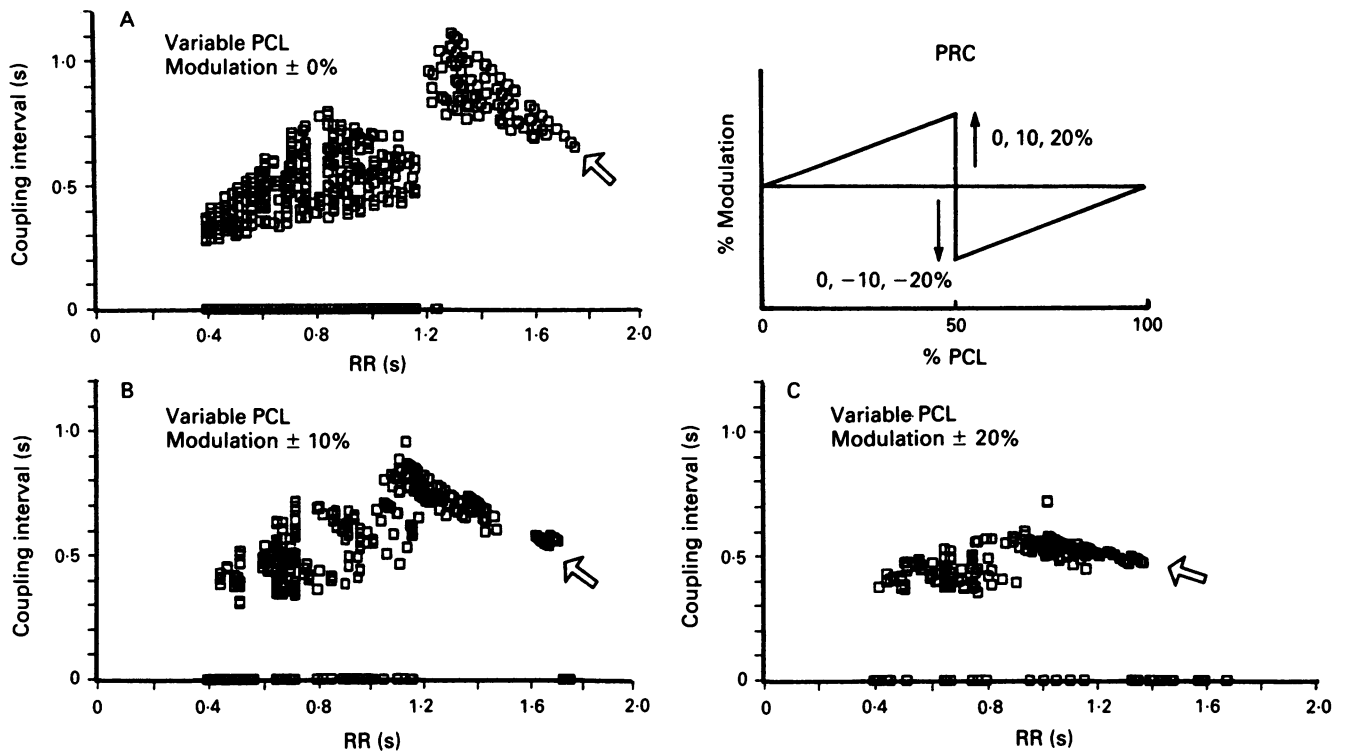 A
Variable PCL
Modulation ± 0%
Coupling interval (s)
1·0
0·5
0
0
0·4
0·8
1·2
1·6
2·0
RR (s)
PRC
% Modulation
0, 10, 20%
0, −10, −20%
0
50
100
% PCL
B
Variable PCL
Modulation ± 10%
Coupling interval (s)
1·0
0·5
0
0
0·4
0·8
1·2
1·6
2·0
RR (s)
C
Variable PCL
Modulation ± 20%
Coupling interval (s)
1·0
0·5
0
0
0·4
0·8
1·2
1·6
2·0
RR (s)